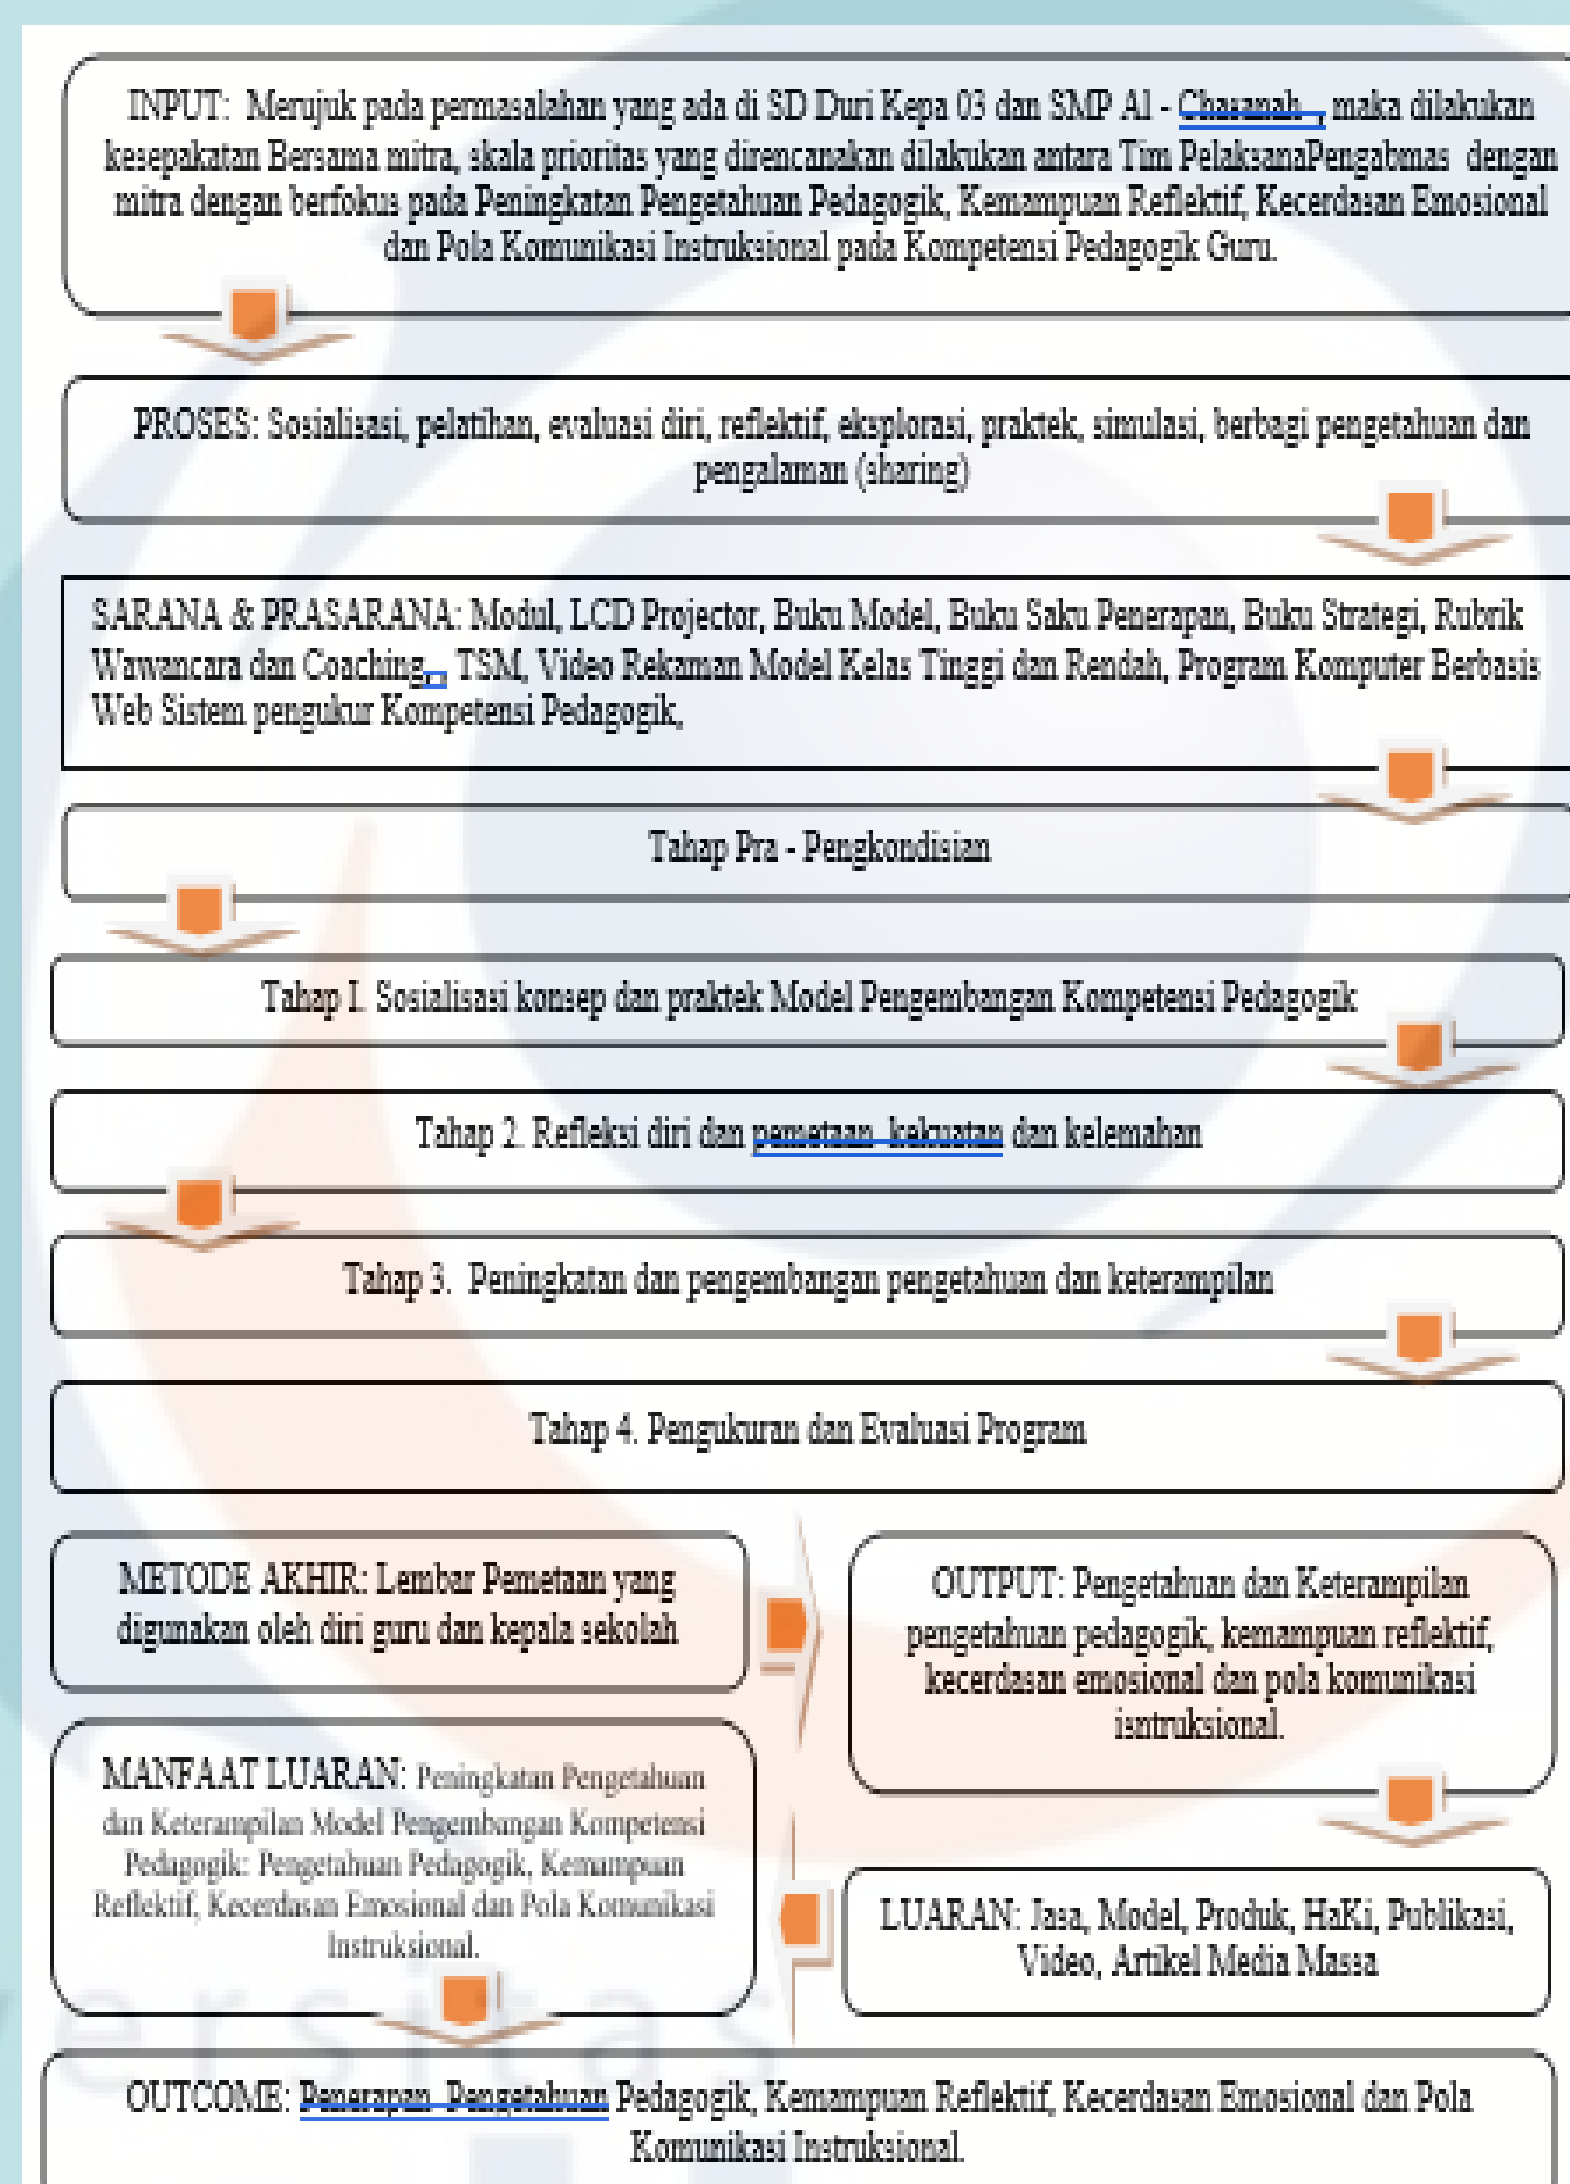 INPUT: Merujuk pada permasalahan yang ada di SD Duri Kepa 03 dan SMP Al - Chasanah , maka dilakukan
kesepakatan Bersama mitra, skala prioritas yang direncanakan dilakukan antara Tim PelaksanaPengabmas dengan
mitra dengan berfokus pada Peningkatan Pengetahuan Pedagogik, Kemampuan Reflektif, Kecerdasan Emosional
dan Pola Komunikasi Instruksional pada Kompetensi Pedagogik Guru.
PROSES: Sosialisasi, pelatihan, evaluasi diri, reflektif, eksplorasi, praktek, simulasi, berbagi pengetahuan dan
pengalaman (sharing)
SARANA & PRASARANA: Modul, LCD Projector, Buku Model, Buku Saku Penerapan, Buku Strategi, Rubrik
Wawancara dan Coaching, , TSM, Video Rekaman Model Kelas Tinggi dan Rendah, Program Komputer Berbasis
Web Sistem pengukur Kompetensi Pedagogik,
Tahap Pra - Pengkondisian
Tahap I. Sosialisasi konsep dan praktek Model Pengembangan Kompetensi Pedagogik
Tahap 2. Refleksi diri dan pemetaan kekuatan dan kelemahan
Tahap 3. Peningkatan dan pengembangan pengetahuan dan keterampilan
Tahap 4. Pengukuran dan Evaluasi Program
METODE AKHIR: Lembar Pemetaan yang
digunakan oleh diri guru dan kepala sekolah
OUTPUT: Pengetahuan dan Keterampilan
pengetahuan pedagogik, kemampuan reflektif,
kecerdasan emosional dan pola komunikasi
isntruksional.
MANFAAT LUARAN: Peningkatan Pengetahuan
dan Keterampilan Model Pengembangan Kompetensi
Pedagogik: Pengetahuan Pedagogik, Kemampuan
Reflektif, Kecerdasan Emosional dan Pola Komunikasi
Instruksional.
LUARAN: Jasa, Model, Produk, HaKi, Publikasi,
Video, Artikel Media Massa
versitas
OUTCOME: Penerapan Pengetahuan Pedagogik, Kemampuan Reflektif, Kecerdasan Emosional dan Pola
Komunikasi Instruksional.